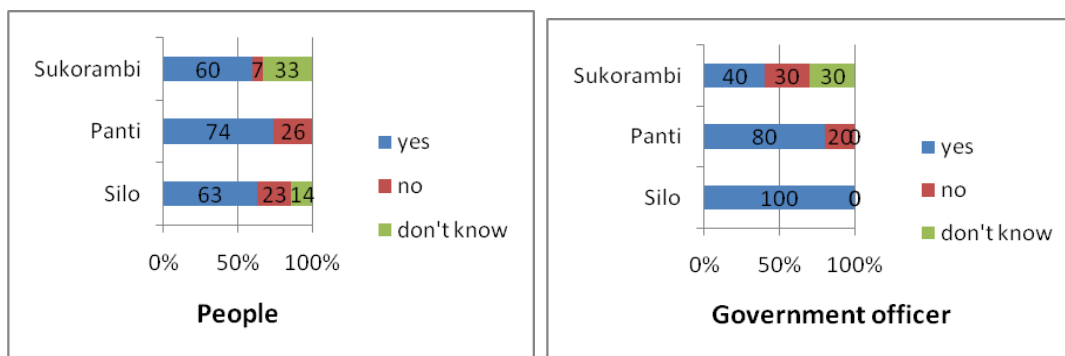 Sukorambi 60 7 33
Panti 74 26
Silo 63 23 14
0% 50% 100%
yes
no
don't know
People
Sukorambi 40 30 30
Panti 80 20 0
Silo 100 0
0% 50% 100%
yes
no
don't know
Government officer